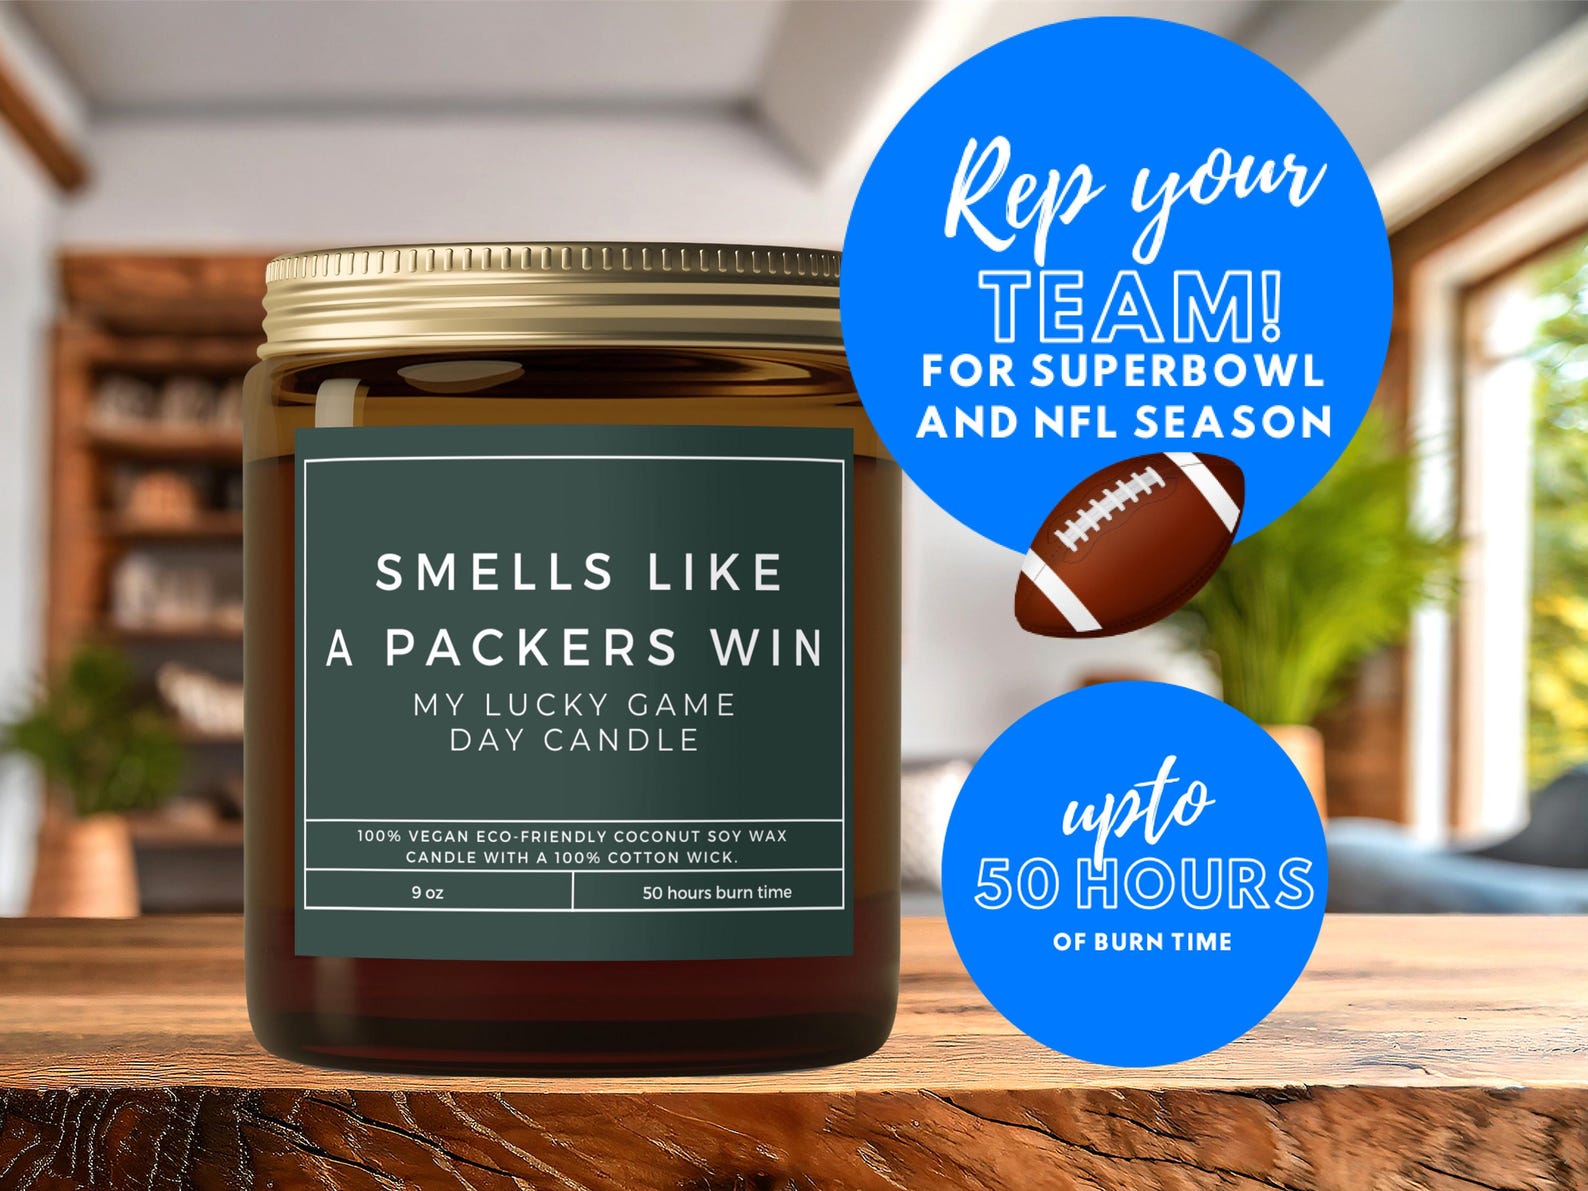 SMELLS LIKE
A PACKERS WIN
MY LUCKY GAME
DAY CANDLE
100% VEGAN ECO-FRIENDLY COCONUT SOY WAX
CANDLE WITH A 100% COTTON WICK.
9 oz
50 hours burn time
Rep your
TEAM!
FOR SUPERBOWL
AND NFL SEASON
upto
50 HOURS
OF BURN TIME